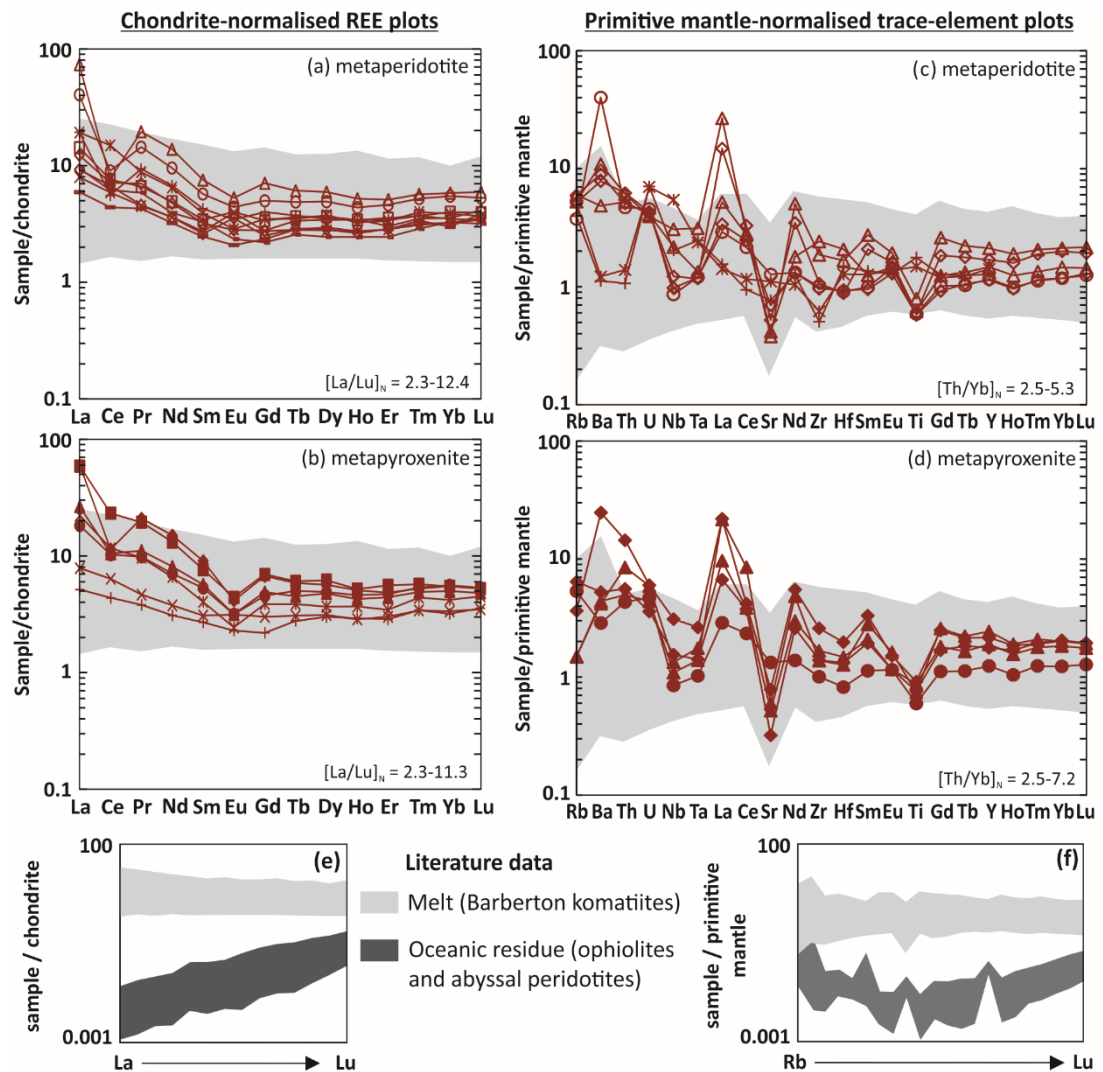 Chondrite-normalised REE plots
Primitive mantle-normalised trace-element plots
100
10
1
0.1
Sample/chondrite
(a) metaperidotite
[La/Lu]N = 2.3-12.4
La Ce Pr Nd Sm Eu Gd Tb Dy Ho Er Tm Yb Lu
100
10
1
0.1
Sample/primitive mantle
(c) metaperidotite
[Th/Yb]N = 2.5-5.3
Rb Ba Th U Nb Ta La Ce Sr Nd Zr Hf Sm Eu Ti Gd Tb Y Ho Tm Yb Lu
100
10
1
0.1
Sample/chondrite
(b) metapyroxenite
[La/Lu]N = 2.3-11.3
La Ce Pr Nd Sm Eu Gd Tb Dy Ho Er Tm Yb Lu
100
10
1
0.1
Sample/primitive mantle
(d) metapyroxenite
[Th/Yb]N = 2.5-7.2
Rb Ba Th U Nb Ta La Ce Sr Nd Zr Hf Sm Eu Ti Gd Tb Y Ho Tm Yb Lu
100
0.001
sample / chondrite
(e)
La
Lu
Literature data
Melt (Barberton komatiites)
Oceanic residue (ophiolites
and abyssal peridotites)
100
0.001
sample / primitive
mantle
(f)
Rb
Lu